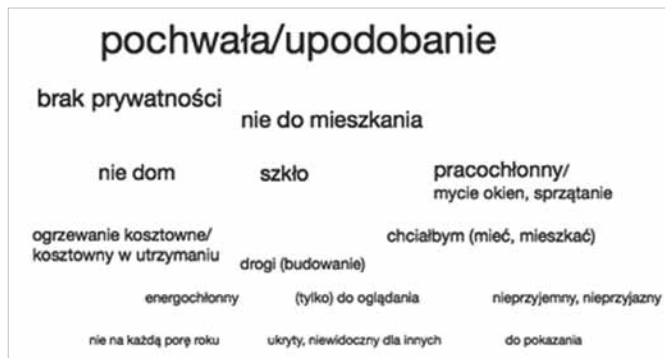 pochwała/upodobanie
brak prywatności
nie do mieszkania
nie dom
szkło
pracochłonny/
mycie okien, sprzątanie
ogrzewanie kosztowne/
kosztowny w utrzymaniu
chciałbym (mieć, mieszkać)
drogi (budowanie)
energochłonny
(tylko) do oglądania
nieprzyjemny, nieprzyjazny
nie na każdą porę roku
ukryty, niewidoczny dla innych
do pokazania